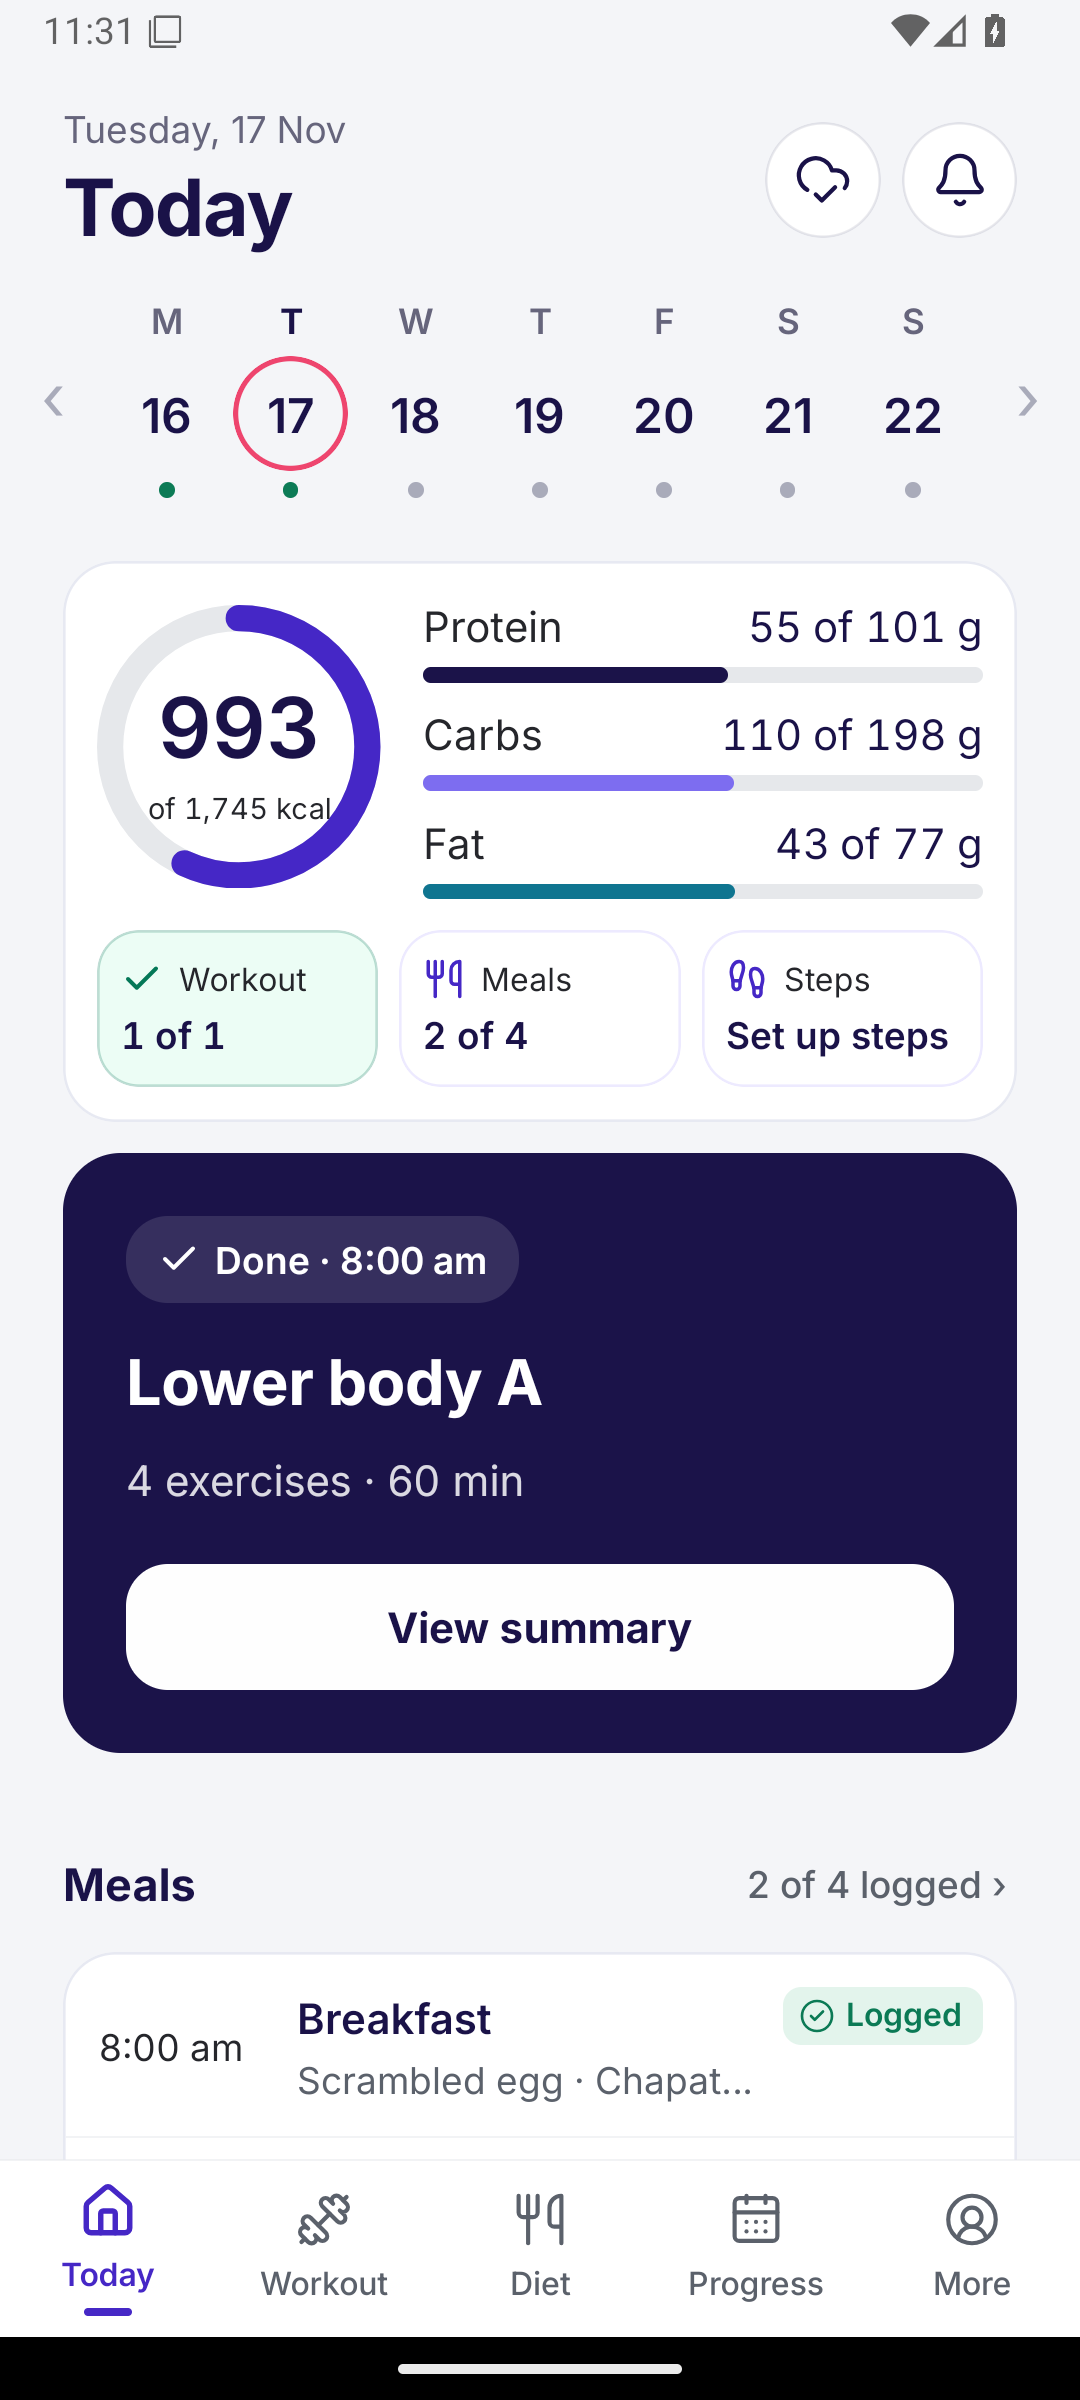 11:31
Tuesday, 17 Nov
Today
M T W T F S S
‹ 16 17 18 19 20 21 22 ›
993
of 1,745 kcal
Protein 55 of 101 g
Carbs 110 of 198 g
Fat 43 of 77 g
Workout
1 of 1
Meals
2 of 4
Steps
Set up steps
Done · 8:00 am
Lower body A
4 exercises · 60 min
View summary
Meals 2 of 4 logged ›
8:00 am
Breakfast
Scrambled egg · Chapat...
Logged
Today Workout Diet Progress More